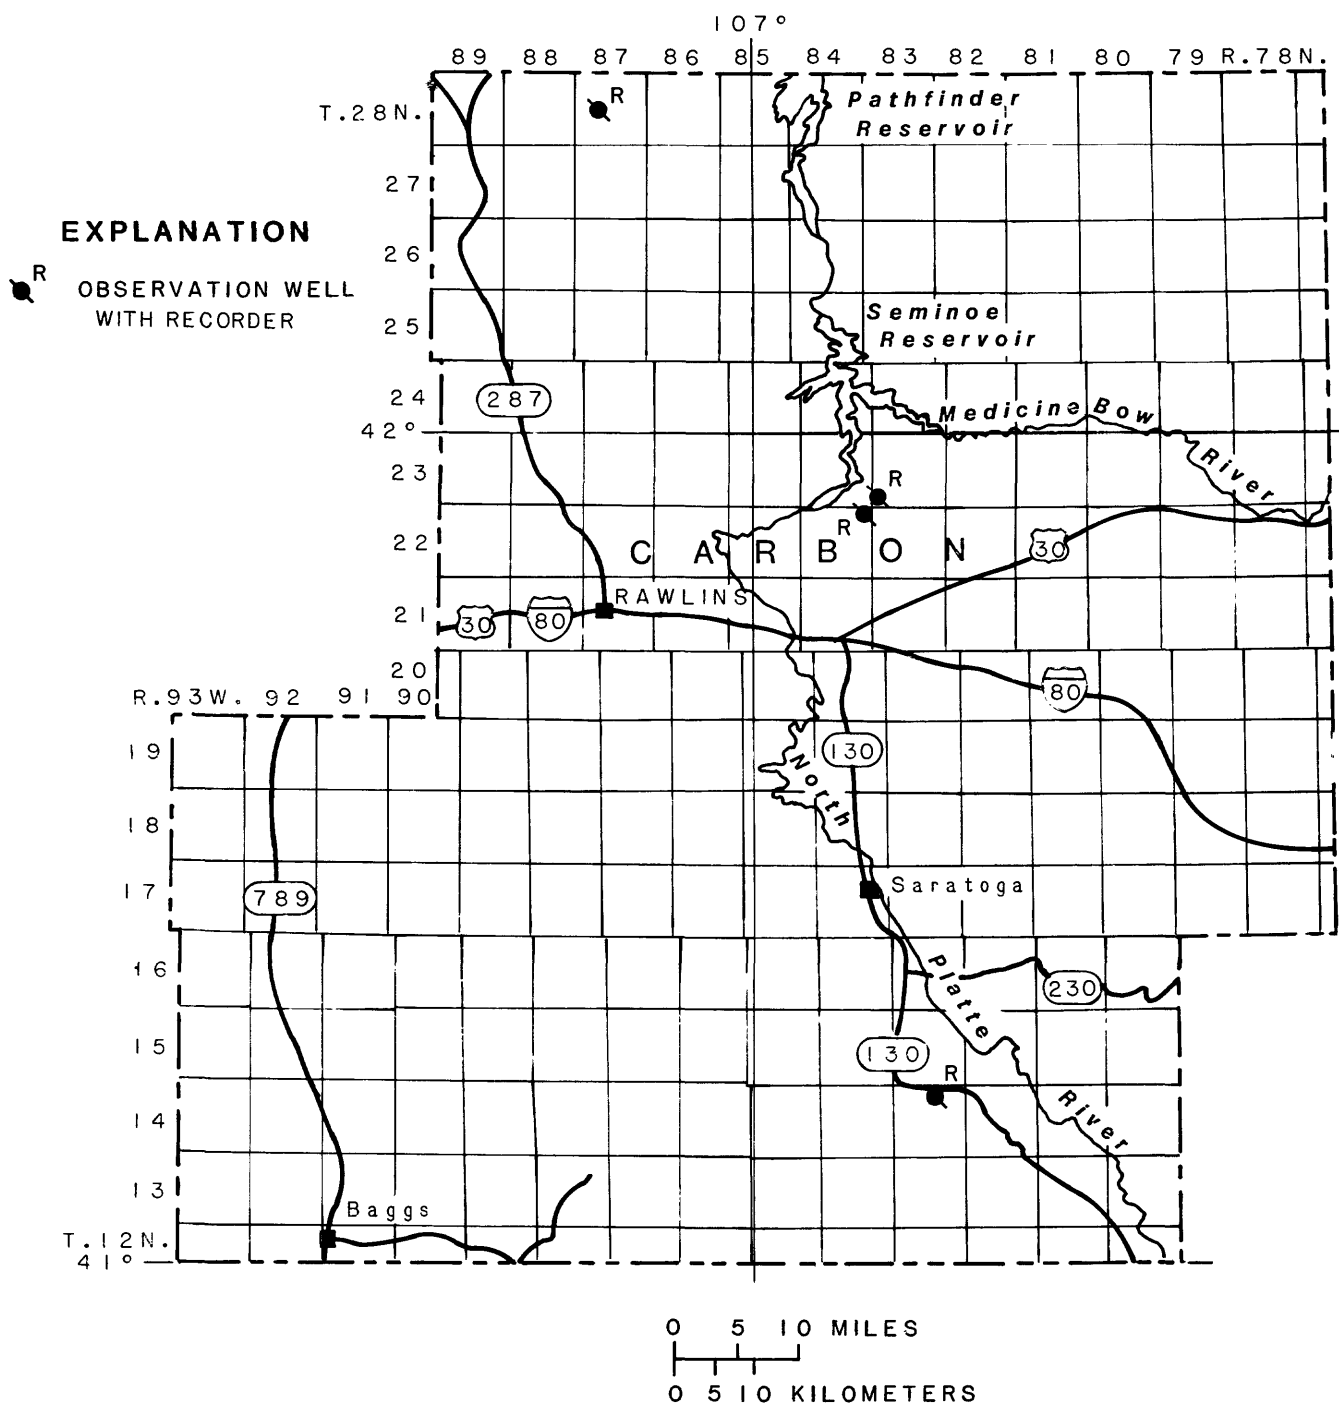 107°
89 88 87 86 85 84 83 82 81 80 79 R.78N.
T.28N.
R
Pathfinder
Reservoir
27
EXPLANATION
26
R
OBSERVATION WELL
WITH RECORDER
25
Seminoe
Reservoir
24
287
Medicine Bow
42°
23
R
River
R
22
CARBON
30
RAWLINS
21
30
80
20
80
R.93W. 92 91 90
19
130
North
18
17
789
Saratoga
16
Platte
230
15
130
R
14
River
13
Baggs
T.12N.
41°
0 5 10 MILES
0 5 10 KILOMETERS